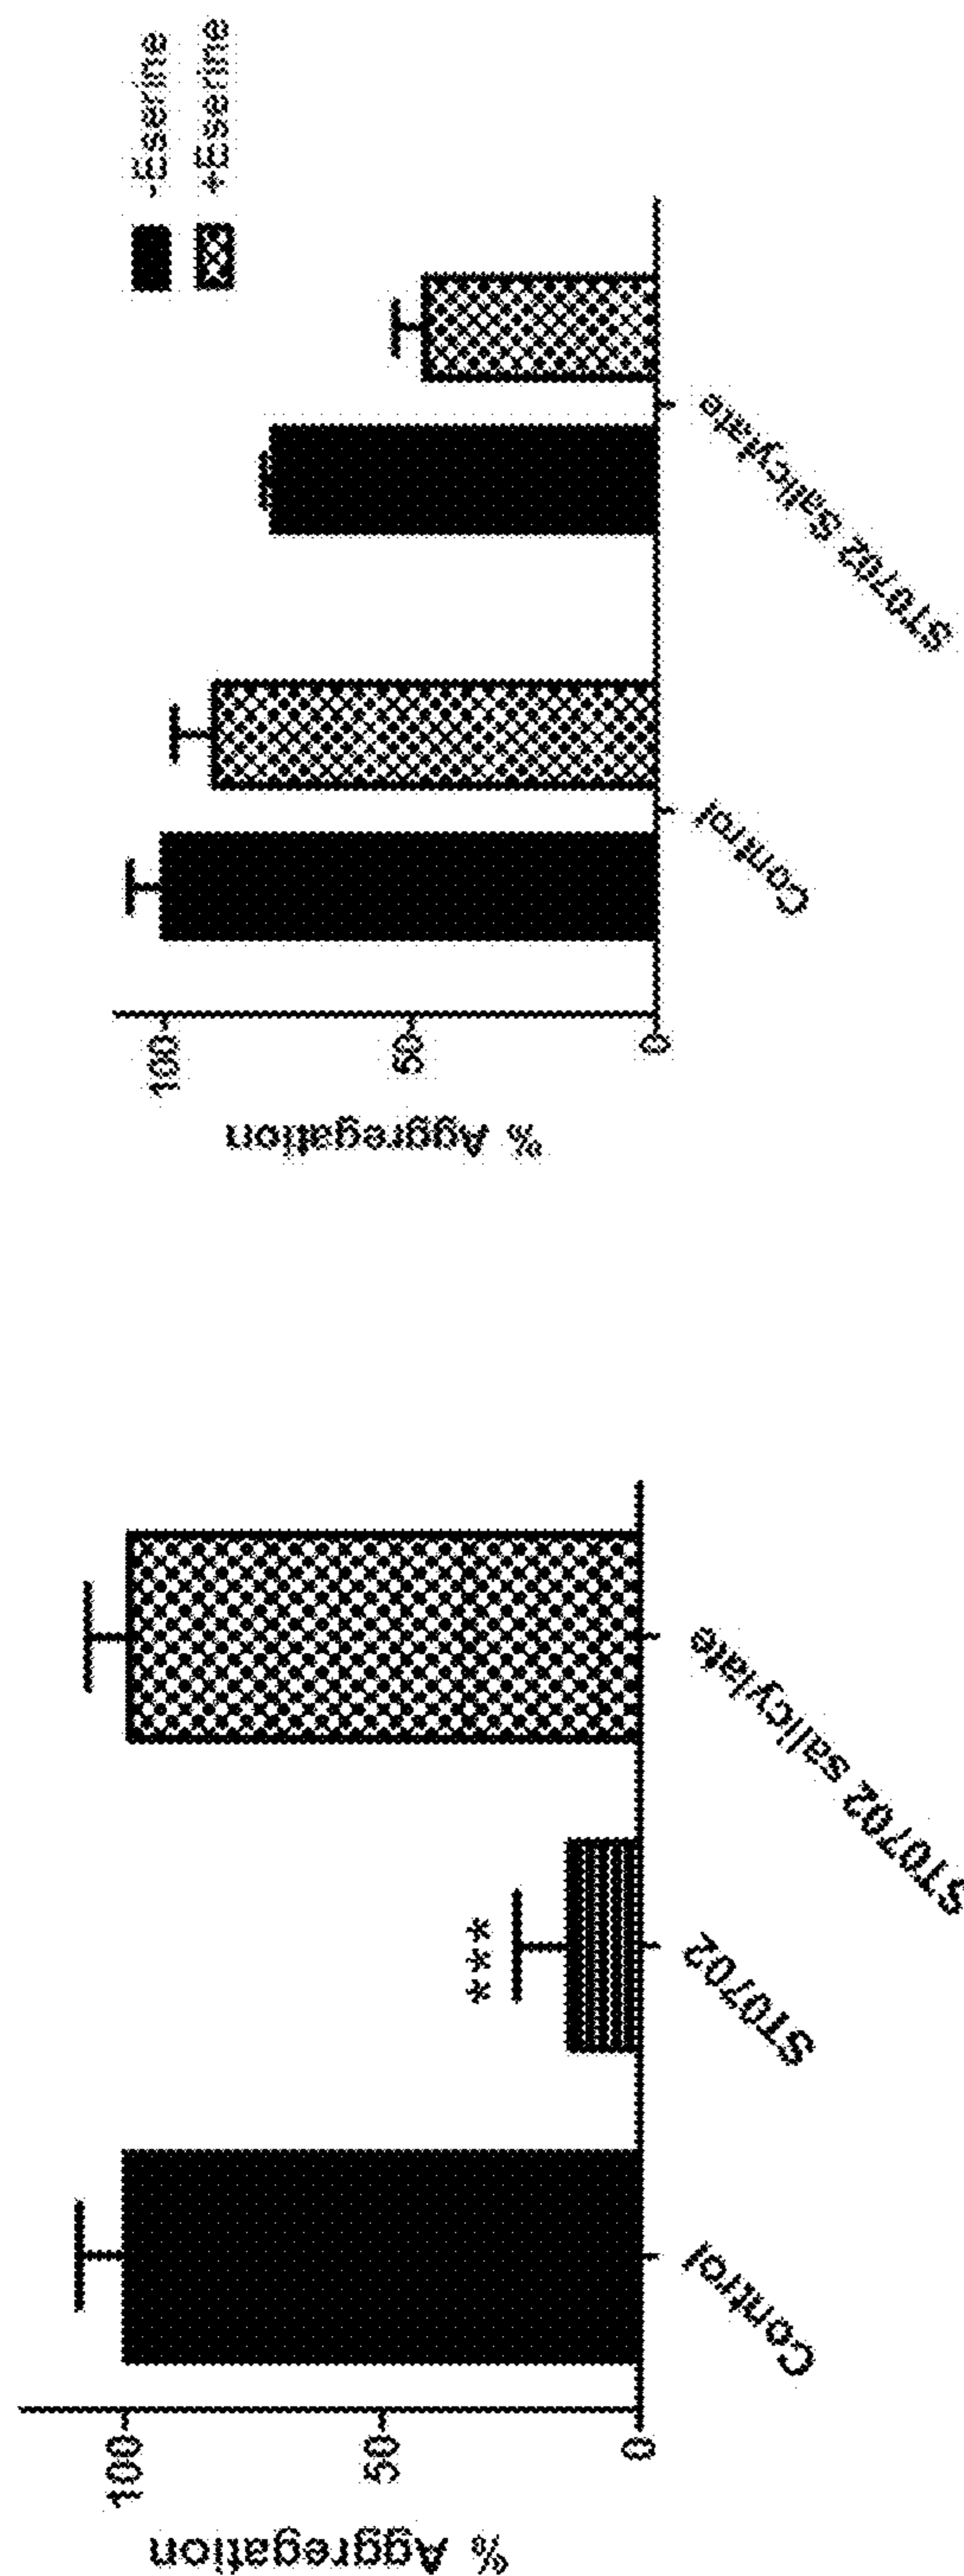 % Aggregation
100
50
0
***
Control
ST0702
ST0702 salicylate
% Aggregation
100
50
0
-Eserine
+Eserine
Control
ST0702 Salicylate